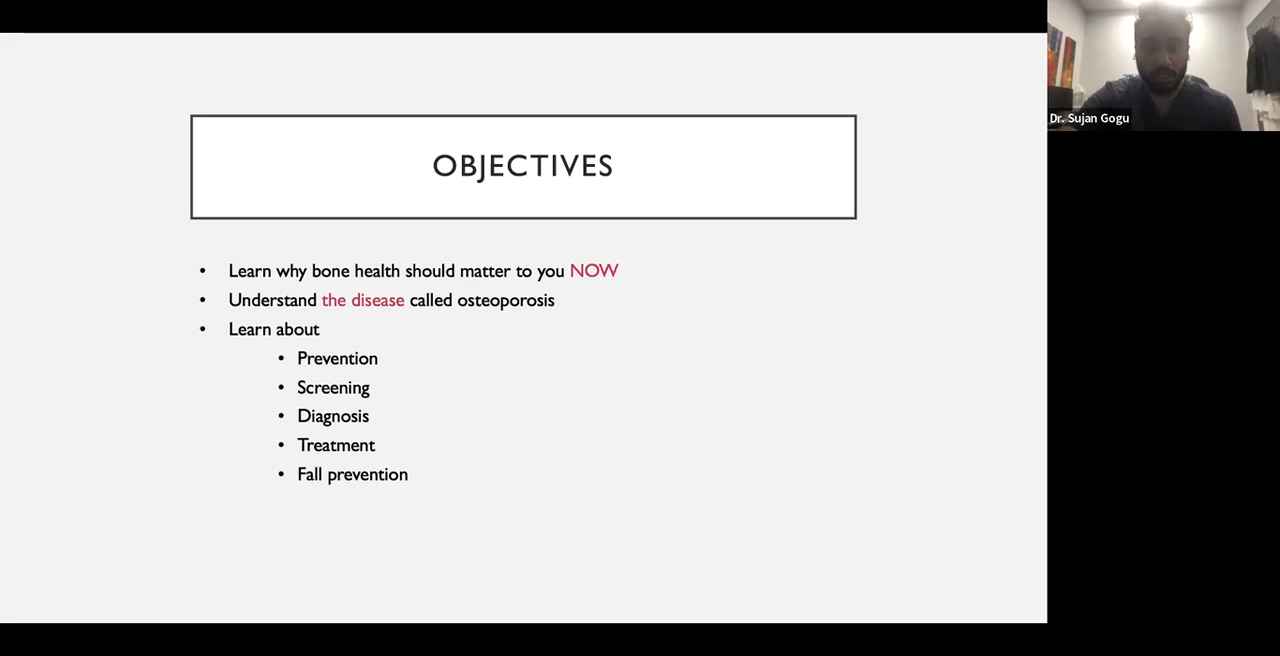 OBJECTIVES
• Learn why bone health should matter to you NOW
• Understand the disease called osteoporosis
• Learn about
• Prevention
• Screening
• Diagnosis
• Treatment
• Fall prevention
Dr. Sujan Gogu